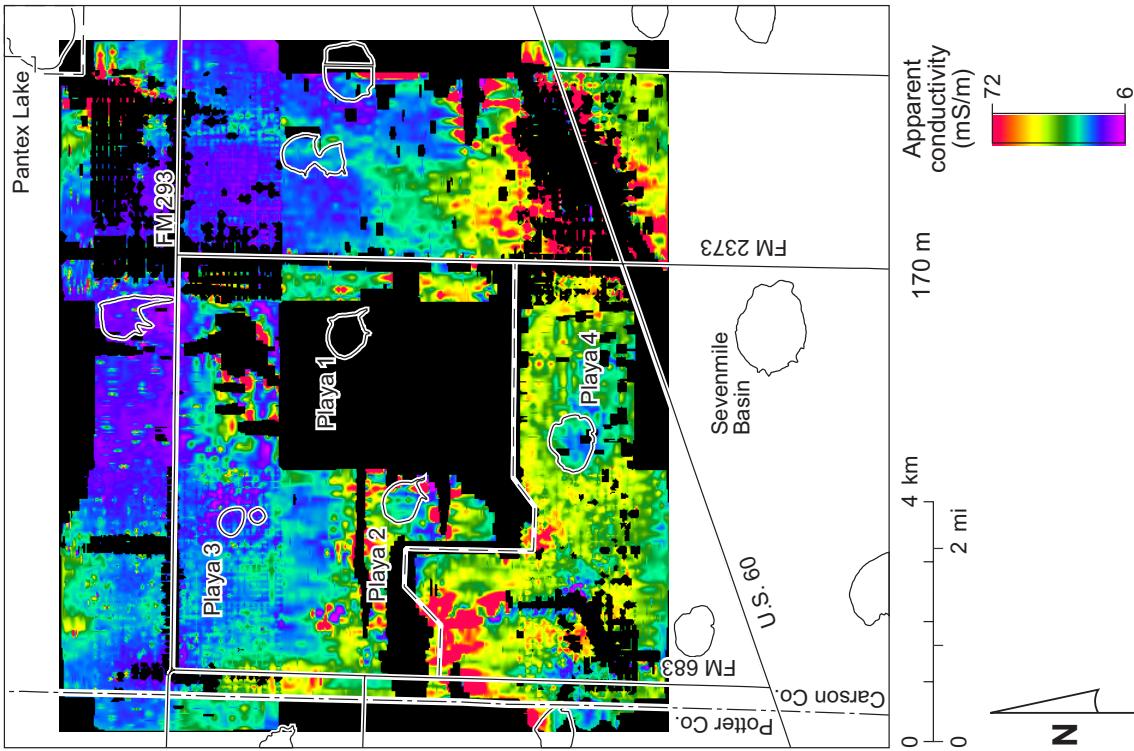 Pantex Lake
FM 293
Playa 1
Playa 3
Playa 2
Playa 4
FM 2373
Sevenmile
Basin
U.S. 60
FM 683
Carson Co.
Potter Co.
170 m
Apparent
conductivity
(mS/m)
72
6
0
4 km
0
2 mi
N